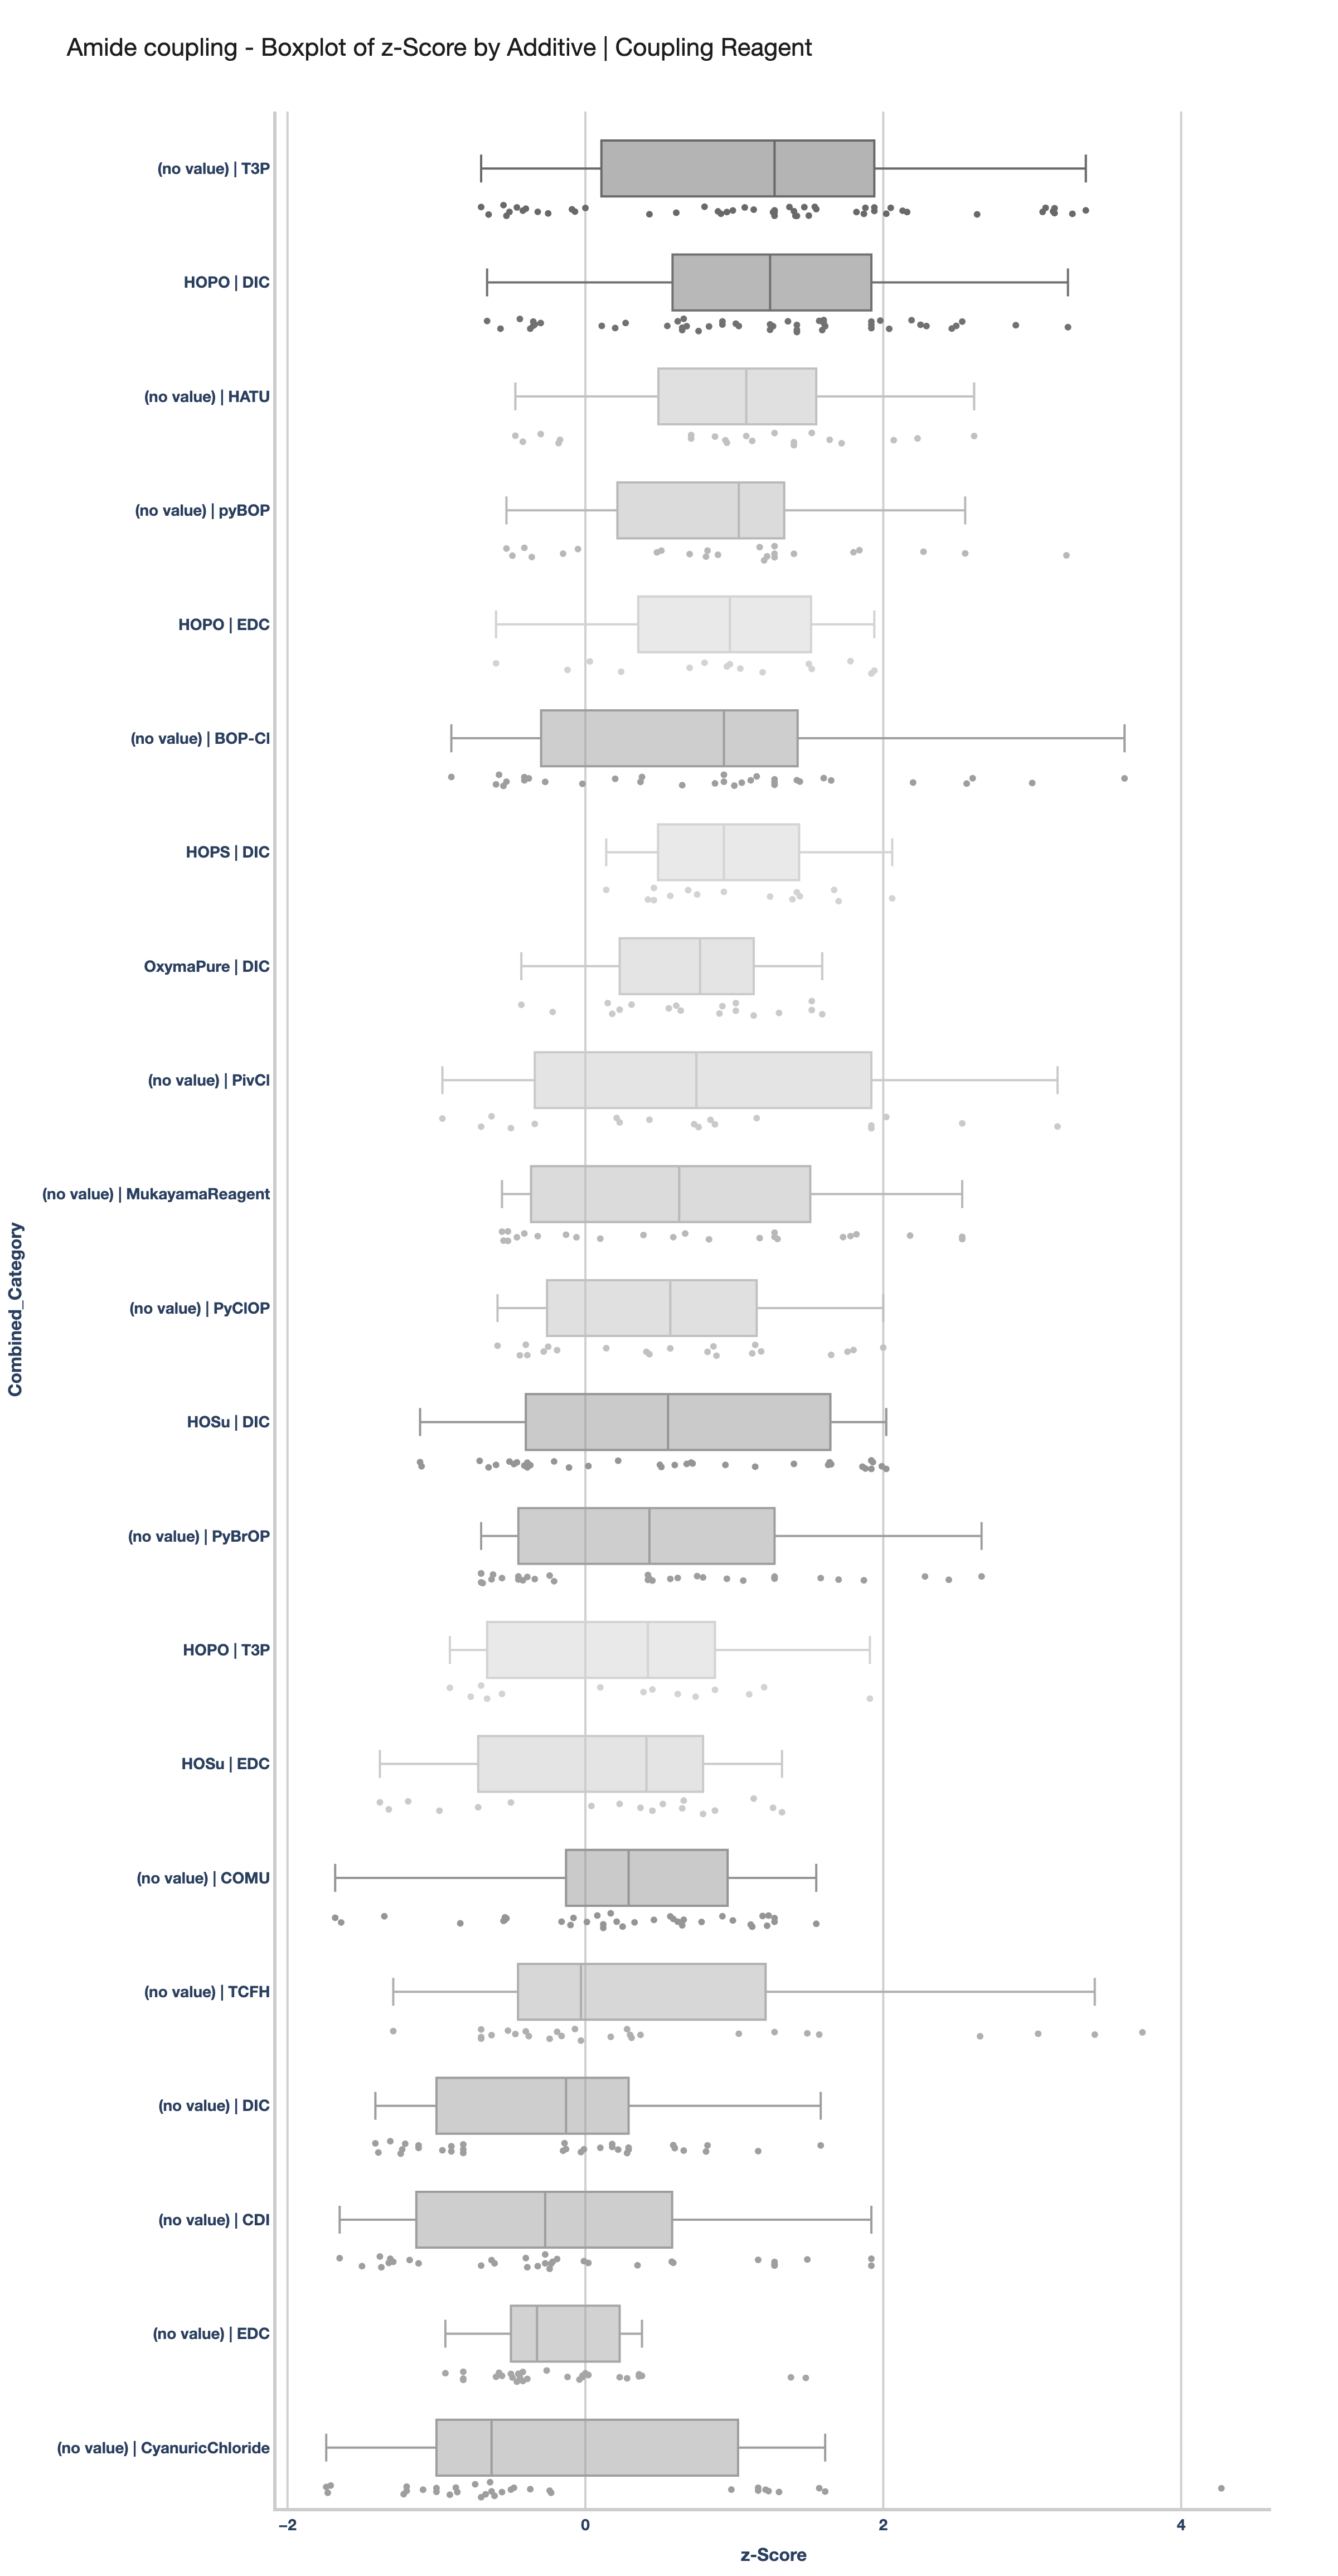 Amide coupling - Boxplot of z-Score by Additive | Coupling Reagent
(no value) | T3P
HOPO | DIC
(no value) | HATU
(no value) | pyBOP
HOPO | EDC
(no value) | BOP-Cl
HOPS | DIC
OxymaPure | DIC
(no value) | PivCl
(no value) | MukayamaReagent
(no value) | PyClOP
HOSu | DIC
(no value) | PyBrOP
HOPO | T3P
HOSu | EDC
(no value) | COMU
(no value) | TCFH
(no value) | DIC
(no value) | CDI
(no value) | EDC
(no value) | CyanuricChloride
Combined_Category
−2 0 2 4
z-Score